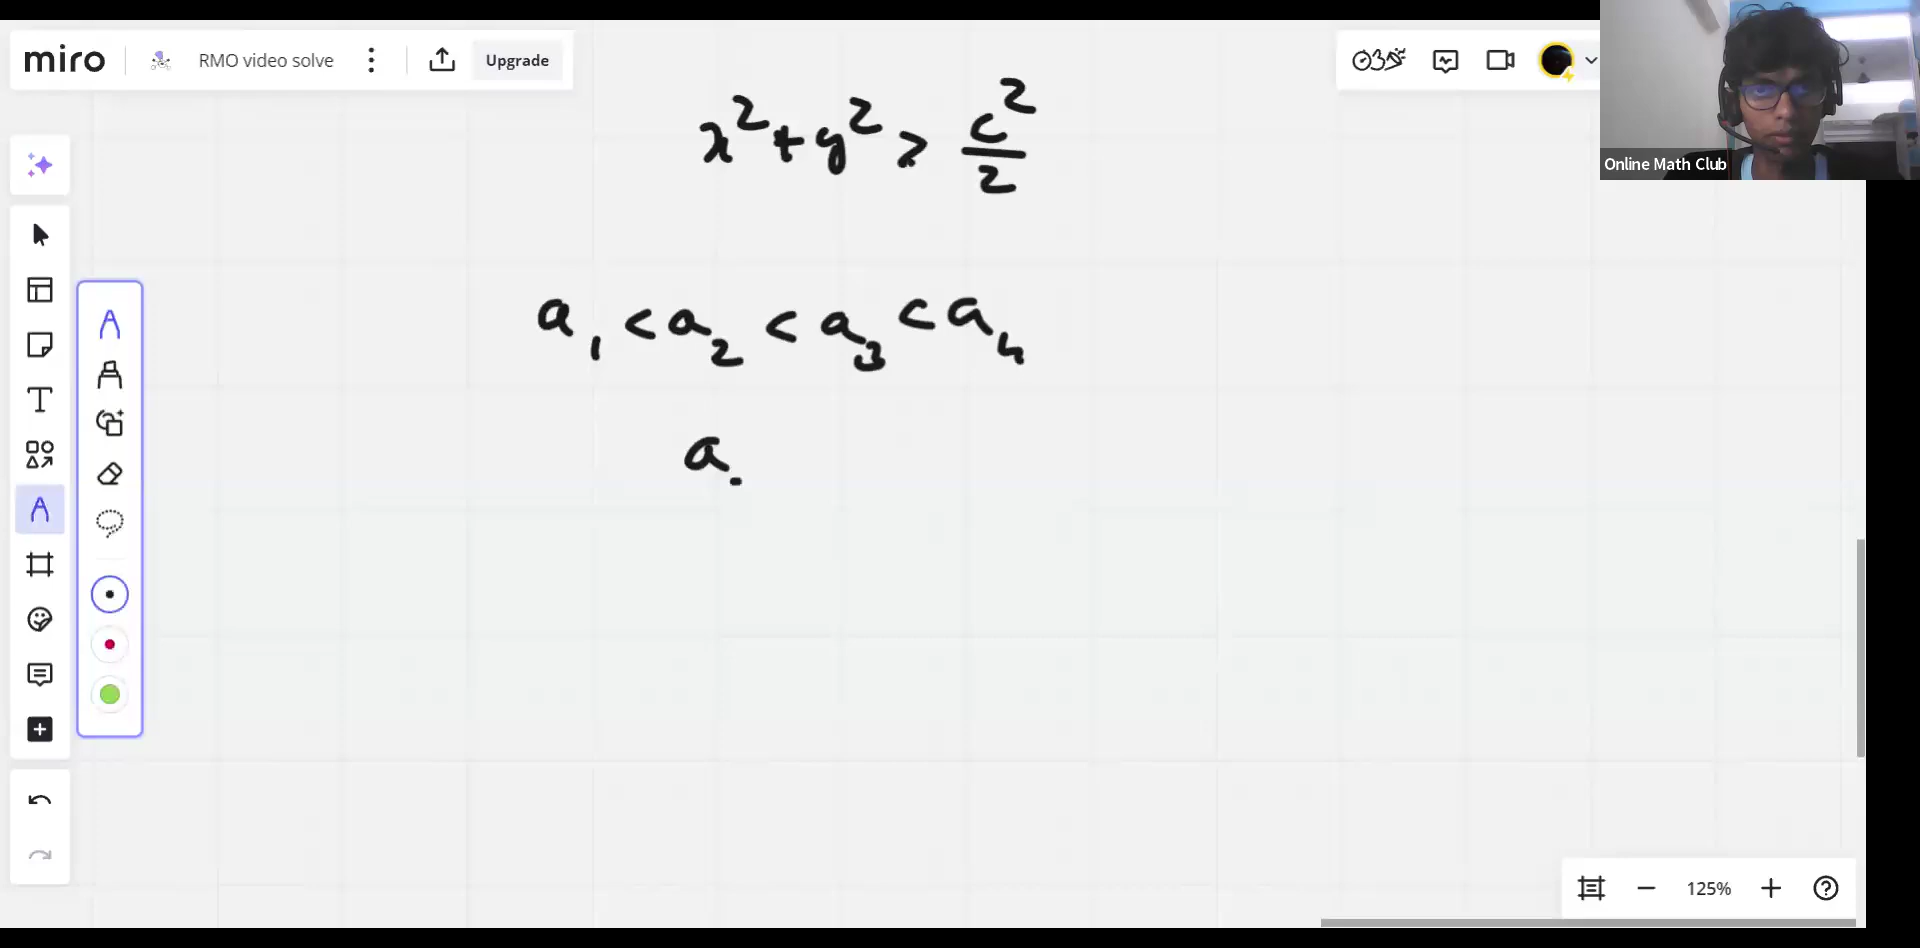 miro
RMO video solve
Upgrade
Online Math Club
x² + y² > c²/2
a₁ < a₂ < a₃ < a₄
a.
T
125%